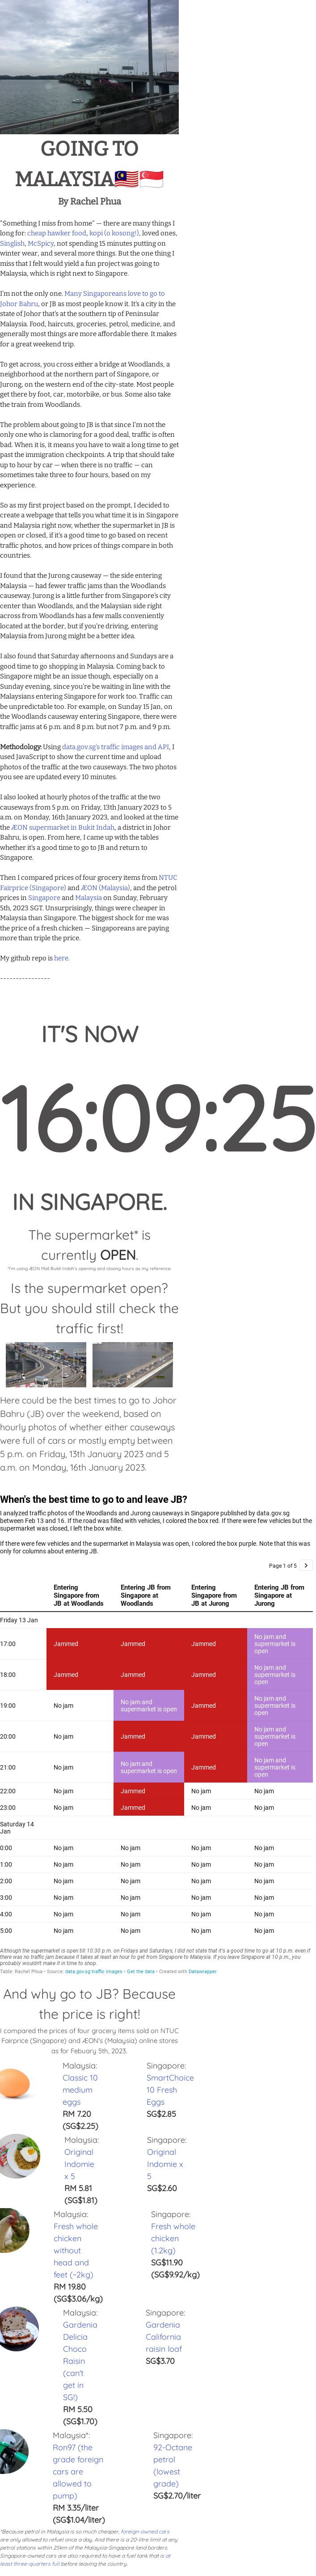 GOING TO
MALAYSIA🇲🇾🇸🇬
By Rachel Phua
"Something I miss from home" — there are many things I
long for: cheap hawker food, kopi (o kosong!), loved ones,
Singlish, McSpicy, not spending 15 minutes putting on
winter wear, and several more things. But the one thing I
miss that I felt would yield a fun project was going to
Malaysia, which is right next to Singapore.
I'm not the only one. Many Singaporeans love to go to
Johor Bahru, or JB as most people know it. It's a city in the
state of Johor that's at the southern tip of Peninsular
Malaysia. Food, haircuts, groceries, petrol, medicine, and
generally most things are more affordable there. It makes
for a great weekend trip.
To get across, you cross either a bridge at Woodlands, a
neighborhood at the northern part of Singapore, or
Jurong, on the western end of the city-state. Most people
get there by foot, car, motorbike, or bus. Some also take
the train from Woodlands.
The problem about going to JB is that since I'm not the
only one who is clamoring for a good deal, traffic is often
bad. When it is, it means you have to wait a long time to get
past the immigration checkpoints. A trip that should take
up to hour by car — when there is no traffic — can
sometimes take three to four hours, based on my
experience.
So as my first project based on the prompt, I decided to
create a webpage that tells you what time it is in Singapore
and Malaysia right now, whether the supermarket in JB is
open or closed, if it's a good time to go based on recent
traffic photos, and how prices of things compare in both
countries.
I found that the Jurong causeway — the side entering
Malaysia — had fewer traffic jams than the Woodlands
causeway. Jurong is a little further from Singapore's city
center than Woodlands, and the Malaysian side right
across from Woodlands has a few malls conveniently
located at the border, but if you're driving, entering
Malaysia from Jurong might be a better idea.
I also found that Saturday afternoons and Sundays are a
good time to go shopping in Malaysia. Coming back to
Singapore might be an issue though, especially on a
Sunday evening, since you're be waiting in line with the
Malaysians entering Singapore for work too. Traffic can
be unpredictable too. For example, on Sunday, Jan 15, on
the Woodlands causeway entering Singapore, there were
traffic jams at 6 p.m. and 8 p.m. but not 7 p.m. and 9 p.m.
Methodology: Using data.gov.sg's traffic images and API, I
used JavaScript to show the current time and upload
photos of the traffic at the two causeways. The two photos
you see are updated every 10 minutes.
I also looked at hourly photos of the traffic at the two
causeways from 5 p.m. on Friday, 13th January 2023 to 5
a.m. on Monday, 16th January 2023, and looked at the time
the ÆON supermarket in Bukit Indah, a district in Johor
Bahru, is open. From here, I came up with the times
whether it's a good time to go to JB and return to
Singapore.
Then I compared prices of four grocery items from NTUC
Fairprice (Singapore) and ÆON (Malaysia), and the petrol
prices in Singapore and Malaysia on Sunday, February
5th, 2023 SGT. Unsurprisingly, things were cheaper in
Malaysia than Singapore. The biggest shock for me was
the price of a fresh chicken — Singaporeans are paying
more than triple the price.
My github repo is here.
----------------
IT'S NOW
16:09:25
IN SINGAPORE.
The supermarket* is
currently OPEN.
*I'm using ÆON Mall Bukit Indah's opening and closing hours as my reference.
Is the supermarket open?
But you should still check the
traffic first!
Here could be the best times to go to Johor
Bahru (JB) over the weekend, based on
hourly photos of whether either causeways
were full of cars or mostly empty between
5 p.m. on Friday, 13th January 2023 and 5
a.m. on Monday, 16th January 2023.
When's the best time to go to and leave JB?
I analyzed traffic photos of the Woodlands and Jurong causeways in Singapore published by data.gov.sg
between Feb 13 and 16. If the road was filled with vehicles, I colored the box red. If there were few vehicles but the
supermarket was closed, I left the box white.
If there were few vehicles and the supermarket in Malaysia was open, I colored the box purple. Note that this was
only for columns about entering JB.
Page 1 of 5 >
Entering Singapore from JB at Woodlands Entering JB from Singapore at Woodlands Entering Singapore from JB at Jurong Entering JB from Singapore at Jurong
Friday 13 Jan
17:00 Jammed Jammed Jammed No jam and supermarket is open
18:00 Jammed Jammed Jammed No jam and supermarket is open
19:00 No jam No jam and supermarket is open Jammed No jam and supermarket is open
20:00 No jam Jammed Jammed No jam and supermarket is open
21:00 No jam No jam and supermarket is open Jammed No jam and supermarket is open
22:00 No jam Jammed No jam No jam
23:00 No jam Jammed No jam No jam
Saturday 14 Jan
0:00 No jam No jam No jam No jam
1:00 No jam No jam No jam No jam
2:00 No jam No jam No jam No jam
3:00 No jam No jam No jam No jam
4:00 No jam No jam No jam No jam
5:00 No jam No jam No jam No jam
Although the supermarket is open till 10.30 p.m. on Fridays and Saturdays, I did not state that it's a good time to go at 10 p.m. even if
there was no traffic jam because it takes at least an hour to get from Singapore to Malaysia. If you leave Singapore at 10 p.m., you
probably wouldn't make it in time to shop.
Table: Rachel Phua • Source: data.gov.sg traffic images • Get the data • Created with Datawrapper
And why go to JB? Because
the price is right!
I compared the prices of four grocery items sold on NTUC
Fairprice (Singapore) and ÆON's (Malaysia) online stores
as for Febuary 5th, 2023.
Malaysia:
Classic 10
medium
eggs
RM 7.20
(SG$2.25)
Singapore:
SmartChoice
10 Fresh
Eggs
SG$2.85
Malaysia:
Original
Indomie
x 5
RM 5.81
(SG$1.81)
Singapore:
Original
Indomie x
5
SG$2.60
Malaysia:
Fresh whole
chicken
without
head and
feet (~2kg)
RM 19.80
(SG$3.06/kg)
Singapore:
Fresh whole
chicken
(1.2kg)
SG$11.90
(SG$9.92/kg)
Malaysia:
Gardenia
Delicia
Choco
Raisin
(can't
get in
SG!)
RM 5.50
(SG$1.70)
Singapore:
Gardenia
California
raisin loaf
SG$3.70
Malaysia*:
Ron97 (the
grade foreign
cars are
allowed to
pump)
RM 3.35/liter
(SG$1.04/liter)
Singapore:
92-Octane
petrol
(lowest
grade)
SG$2.70/liter
*Because petrol in Malaysia is so much cheaper, foreign-owned cars
are only allowed to refuel once a day. And there is a 20-litre limit at any
petrol stations within 25km of the Malaysia-Singapore land borders.
Singapore-owned cars are also required to have a fuel tank that is at
least three-quarters full before leaving the country.